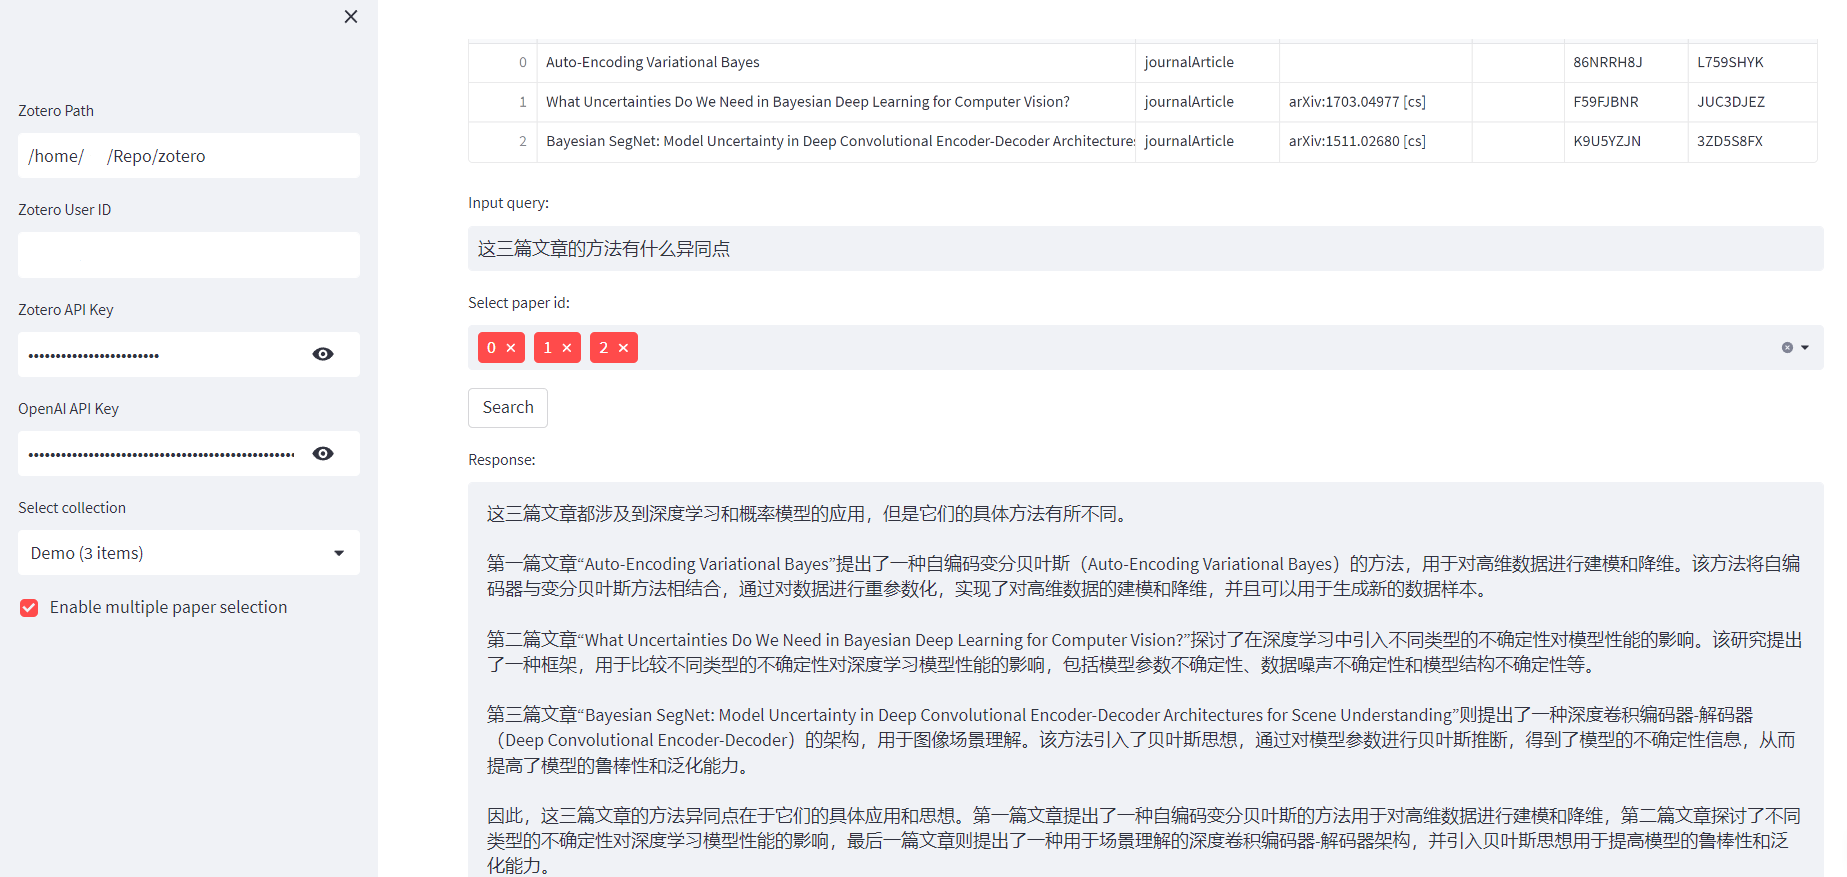 Zotero Path
/home/ /Repo/zotero
Zotero User ID
Zotero API Key
OpenAI API Key
Select collection
Demo (3 items)
Enable multiple paper selection
0 Auto-Encoding Variational Bayes journalArticle 86NRRH8J L759SHYK
1 What Uncertainties Do We Need in Bayesian Deep Learning for Computer Vision? journalArticle arXiv:1703.04977 [cs] F59FJBNR JUC3DJEZ
2 Bayesian SegNet: Model Uncertainty in Deep Convolutional Encoder-Decoder Architectures journalArticle arXiv:1511.02680 [cs] K9U5YZJN 3ZD5S8FX
Input query:
这三篇文章的方法有什么异同点
Select paper id:
0 × 1 × 2 ×
Search
Response:
这三篇文章都涉及到深度学习和概率模型的应用，但是它们的具体方法有所不同。
第一篇文章“Auto-Encoding Variational Bayes”提出了一种自编码变分贝叶斯（Auto-Encoding Variational Bayes）的方法，用于对高维数据进行建模和降维。该方法将自编
码器与变分贝叶斯方法相结合，通过对数据进行重参数化，实现了对高维数据的建模和降维，并且可以用于生成新的数据样本。
第二篇文章“What Uncertainties Do We Need in Bayesian Deep Learning for Computer Vision?”探讨了在深度学习中引入不同类型的不确定性对模型性能的影响。该研究提出
了一种框架，用于比较不同类型的不确定性对深度学习模型性能的影响，包括模型参数不确定性、数据噪声不确定性和模型结构不确定性等。
第三篇文章“Bayesian SegNet: Model Uncertainty in Deep Convolutional Encoder-Decoder Architectures for Scene Understanding”则提出了一种深度卷积编码器-解码器
（Deep Convolutional Encoder-Decoder）的架构，用于图像场景理解。该方法引入了贝叶斯思想，通过对模型参数进行贝叶斯推断，得到了模型的不确定性信息，从而
提高了模型的鲁棒性和泛化能力。
因此，这三篇文章的方法异同点在于它们的具体应用和思想。第一篇文章提出了一种自编码变分贝叶斯的方法用于对高维数据进行建模和降维，第二篇文章探讨了不同
类型的不确定性对深度学习模型性能的影响，最后一篇文章则提出了一种用于场景理解的深度卷积编码器-解码器架构，并引入贝叶斯思想用于提高模型的鲁棒性和泛
化能力。